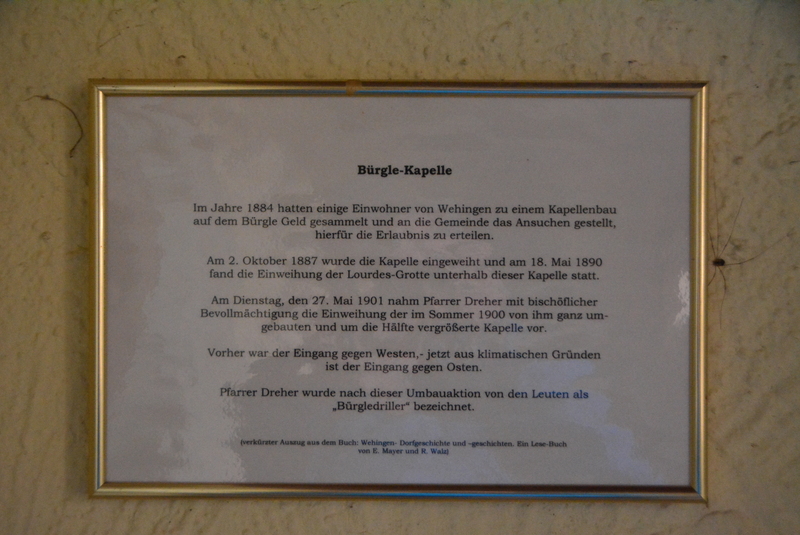 Bürgle-Kapelle
Im Jahre 1884 hatten einige Einwohner von Wehingen zu einem Kapellenbau
auf dem Bürgle Geld gesammelt und an die Gemeinde das Ansuchen gestellt,
hierfür die Erlaubnis zu erteilen.
Am 2. Oktober 1887 wurde die Kapelle eingeweiht und am 18. Mai 1890
fand die Einweihung der Lourdes-Grotte unterhalb dieser Kapelle statt.
Am Dienstag, den 27. Mai 1901 nahm Pfarrer Dreher mit bischöflicher
Bevollmächtigung die Einweihung der im Sommer 1900 von ihm ganz um-
gebauten und um die Hälfte vergrößerte Kapelle vor.
Vorher war der Eingang gegen Westen,- jetzt aus klimatischen Gründen
ist der Eingang gegen Osten.
Pfarrer Dreher wurde nach dieser Umbauaktion von den Leuten als
„Bürgledriller“ bezeichnet.
(verkürzter Auszug aus dem Buch: Wehingen- Dorfgeschichte und -geschichten. Ein Lese-Buch
von E. Mayer und R. Walz)